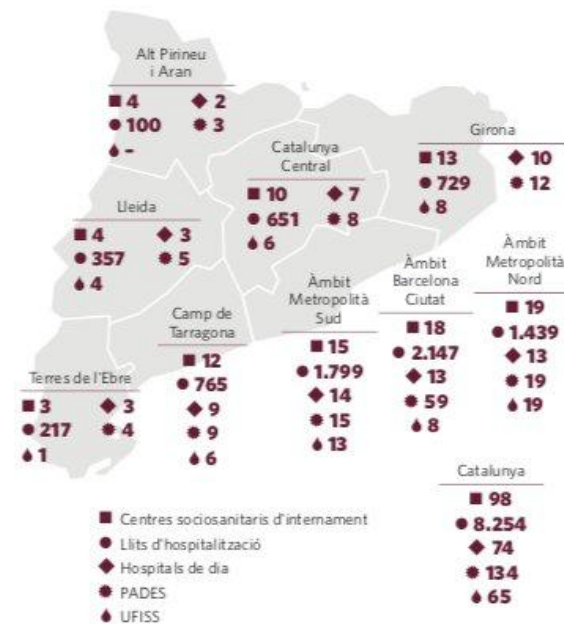 Alt Pirineu
i Aran
4 2
100 3
-
Girona
13 10
729 12
8
Catalunya
Central
10 7
651 8
6
Lleida
4 3
357 5
4
Àmbit
Metropolità
Nord
19
1.439
13
19
19
Àmbit
Barcelona
Ciutat
18
2.147
13
59
8
Àmbit
Metropolità
Sud
15
1.799
14
15
13
Camp de
Tarragona
12
765
9
9
6
Terres de l'Ebre
3 3
217 4
1
Catalunya
98
8.254
74
134
65
Centres sociosanitaris d'internament
Llits d'hospitalització
Hospitals de dia
PADES
UFISS